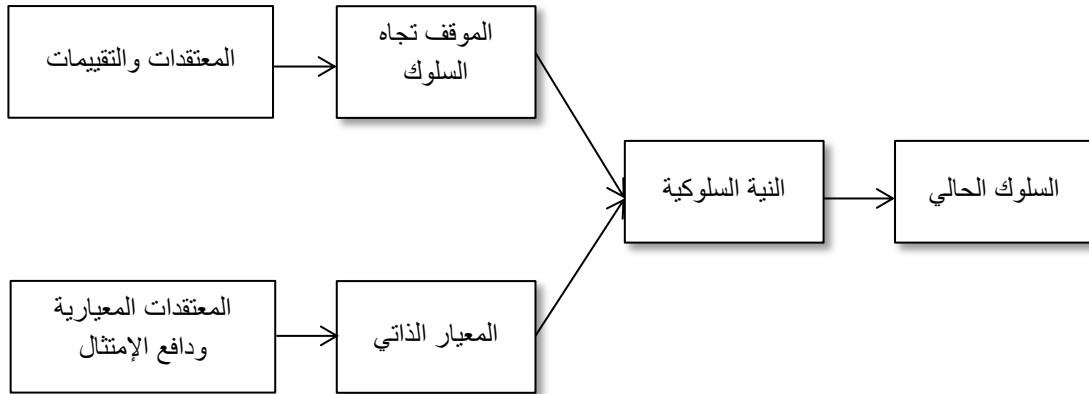 المعتقدات والتقييمات
الموقف تجاه
السلوك
النية السلوكية
السلوك الحالي
المعتقدات المعيارية
ودافع الإمتثال
المعيار الذاتي